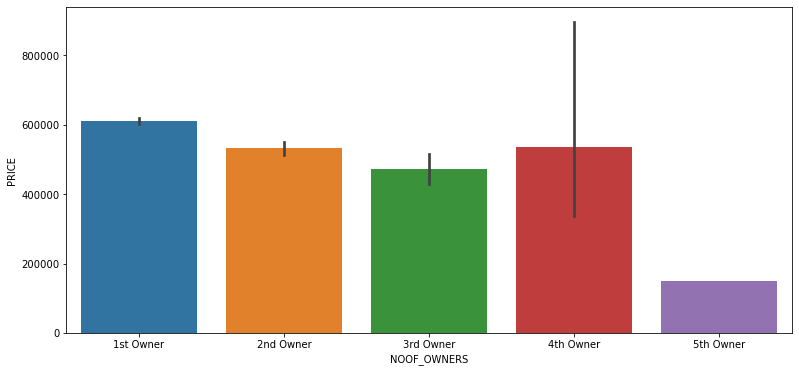 800000
600000
400000
200000
0
PRICE
1st Owner 2nd Owner 3rd Owner 4th Owner 5th Owner
NOOF_OWNERS